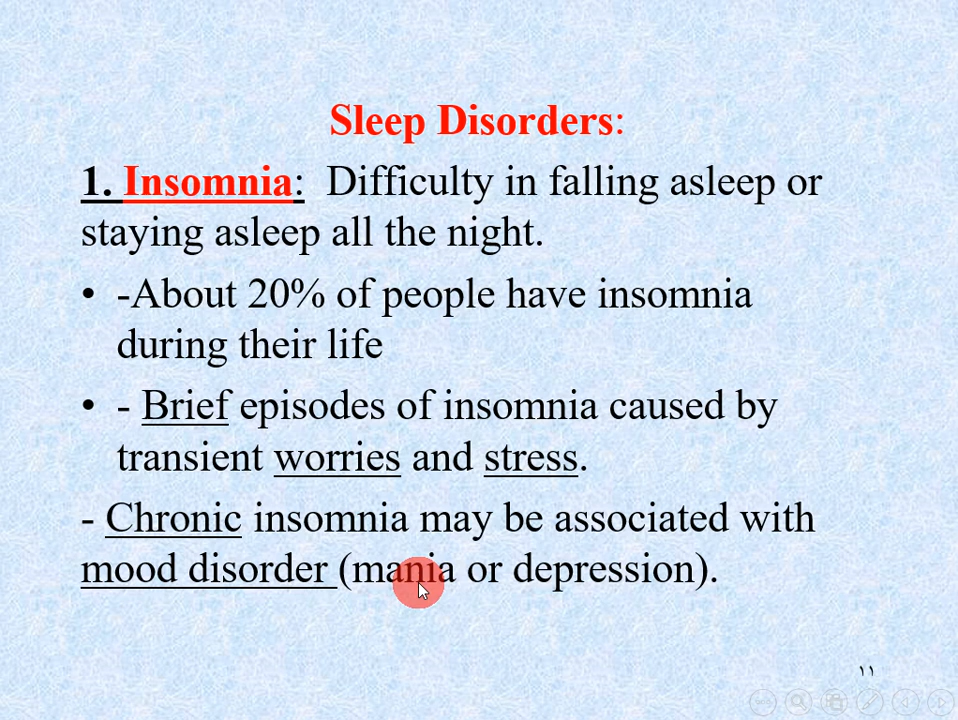 Sleep Disorders:
1. Insomnia: Difficulty in falling asleep or
staying asleep all the night.
• -About 20% of people have insomnia
during their life
• - Brief episodes of insomnia caused by
transient worries and stress.
- Chronic insomnia may be associated with
mood disorder (mania or depression).
١١